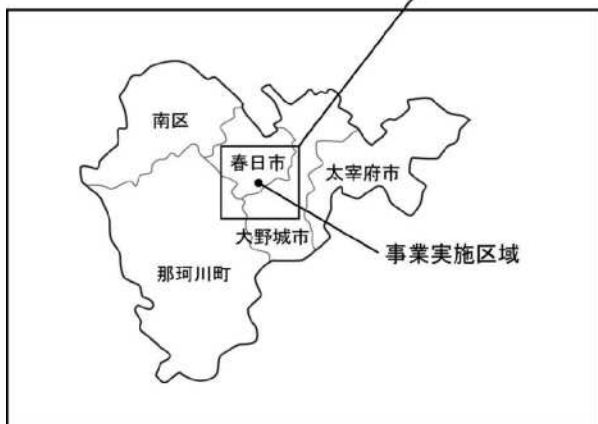 南区
春日市
太宰府市
大野城市
事業実施区域
那珂川町